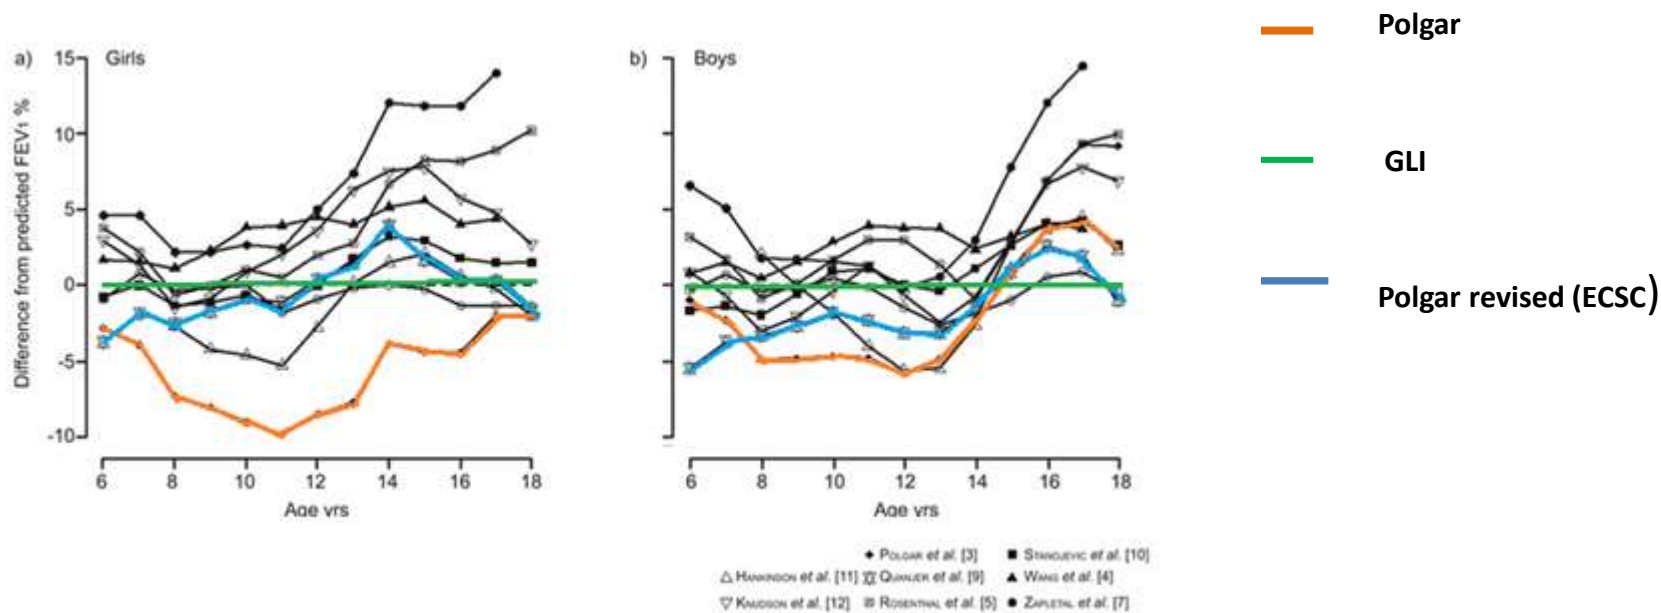 a)
Girls
b)
Boys
Polgar
GLI
Polgar revised (ECSC)
Difference from predicted FEV1 %
15
10
5
0
-5
-10
6 8 10 12 14 16 18
Age yrs
6 8 10 12 14 16 18
Age yrs
POLGAR et al. [3] STANOJEVIC et al. [10]
HANKINSON et al. [11] QUANJER et al. [9] WANG et al. [4]
KNUDSON et al. [12] ROSENTHAL et al. [5] ZAPLETAL et al. [7]